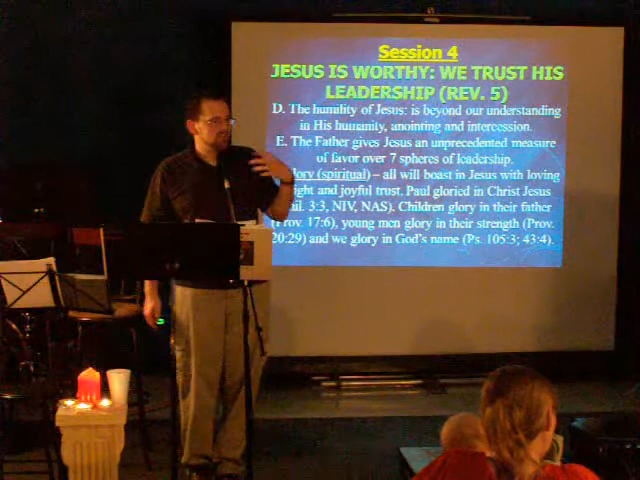 Session 4
JESUS IS WORTHY: WE TRUST HIS
LEADERSHIP (REV. 5)
D. The humility of Jesus: is beyond our understanding
in His humanity, anointing and intercession.
E. The Father gives Jesus an unprecedented measure
of favor over 7 spheres of leadership.
lory (spiritual) – all will boast in Jesus with loving
ight and joyful trust. Paul gloried in Christ Jesus
il. 3:3, NIV, NAS). Children glory in their father
(Prov. 17:6), young men glory in their strength (Prov.
20:29) and we glory in God's name (Ps. 105:3; 43:4).